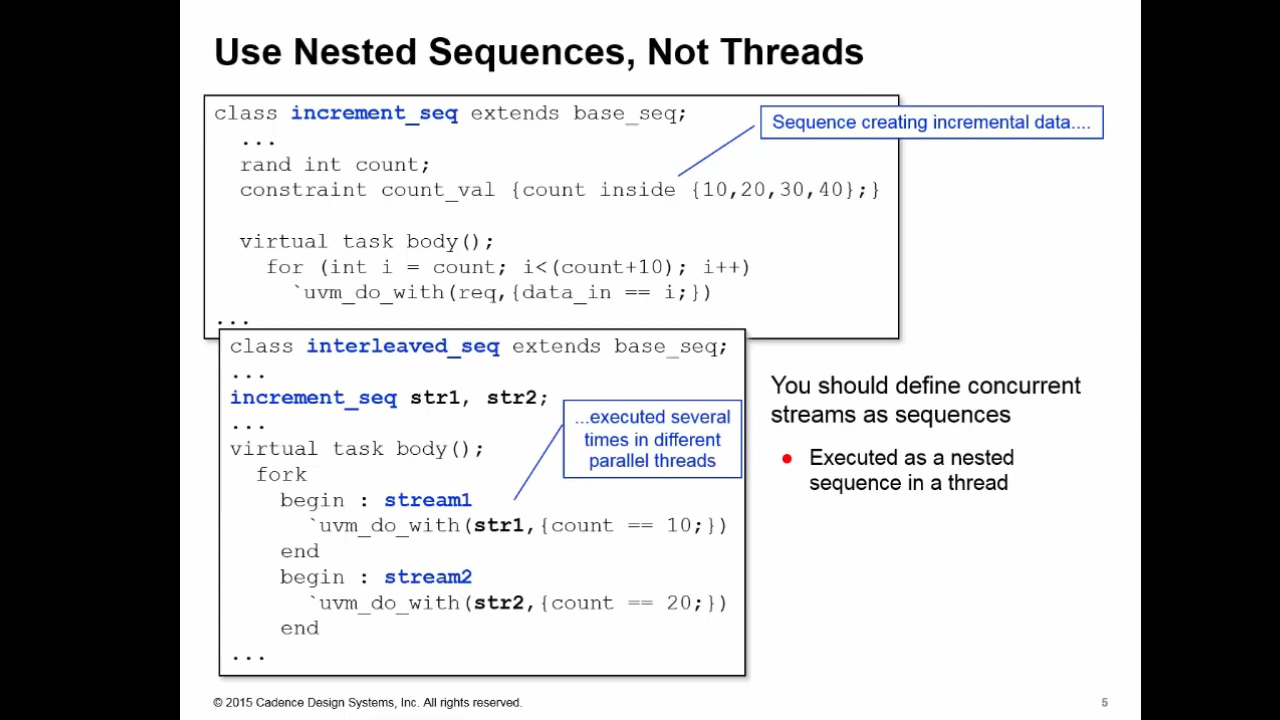 Use Nested Sequences, Not Threads
class increment_seq extends base_seq;
...
rand int count;
constraint count_val {count inside {10,20,30,40};}
Sequence creating incremental data....
virtual task body();
for (int i = count; i<(count+10); i++)
`uvm_do_with(req,{data_in == i;})
...
class interleaved_seq extends base_seq;
...
increment_seq str1, str2;
...
virtual task body();
fork
begin : stream1
`uvm_do_with(str1,{count == 10;})
end
begin : stream2
`uvm_do_with(str2,{count == 20;})
end
...
...executed several
times in different
parallel threads
You should define concurrent
streams as sequences
● Executed as a nested
sequence in a thread
© 2015 Cadence Design Systems, Inc. All rights reserved.
5